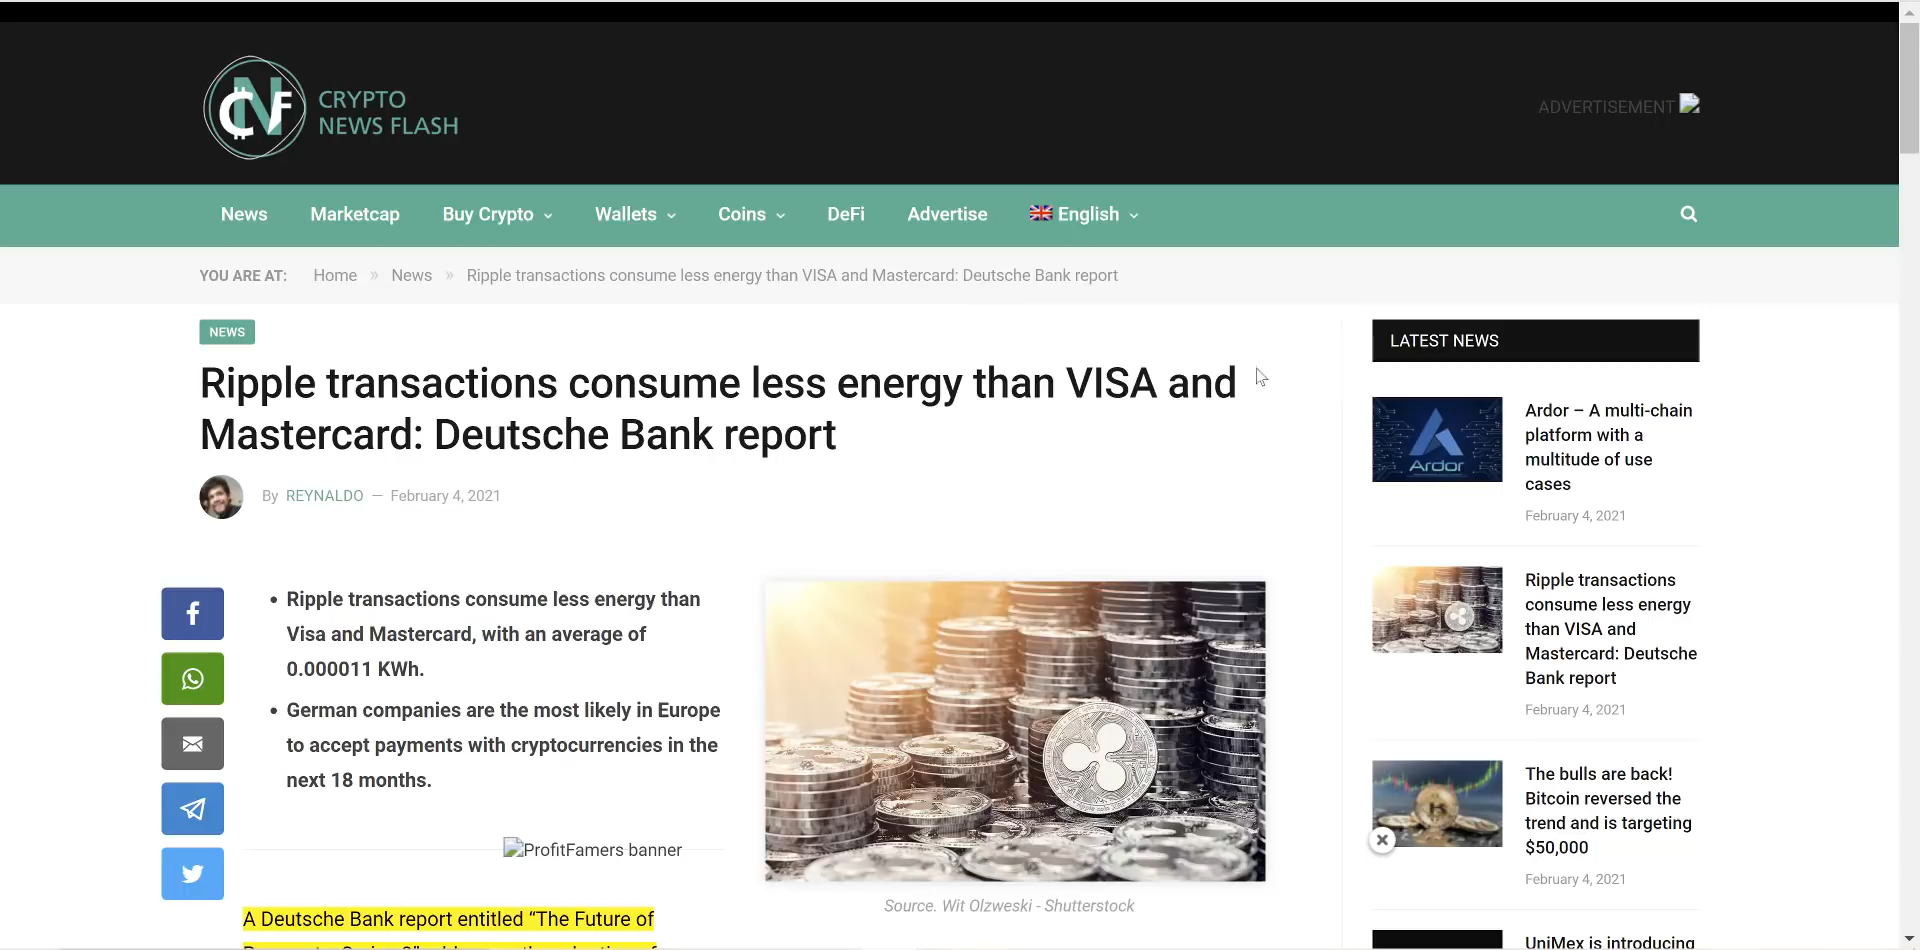 CRYPTO
NEWS FLASH
ADVERTISEMENT
News
Marketcap
Buy Crypto
Wallets
Coins
DeFi
Advertise
English
YOU ARE AT: Home » News » Ripple transactions consume less energy than VISA and Mastercard: Deutsche Bank report
NEWS
Ripple transactions consume less energy than VISA and
Mastercard: Deutsche Bank report
By REYNALDO — February 4, 2021
• Ripple transactions consume less energy than
Visa and Mastercard, with an average of
0.000011 KWh.
• German companies are the most likely in Europe
to accept payments with cryptocurrencies in the
next 18 months.
ProfitFamers banner
A Deutsche Bank report entitled “The Future of
Source. Wit Olzweski - Shutterstock
LATEST NEWS
Ardor
Ardor – A multi-chain
platform with a
multitude of use
cases
February 4, 2021
Ripple transactions
consume less energy
than VISA and
Mastercard: Deutsche
Bank report
February 4, 2021
The bulls are back!
Bitcoin reversed the
trend and is targeting
$50,000
February 4, 2021
UniMex is introducing